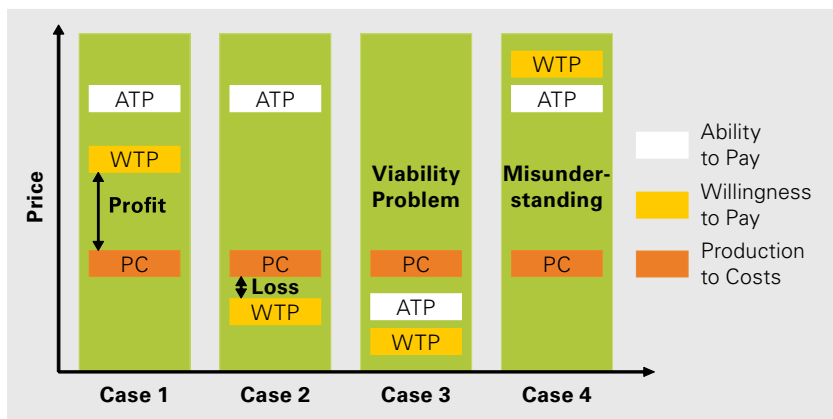 Price
ATP
WTP
Profit
PC
Case 1
ATP
PC
Loss
WTP
Case 2
Viability
Problem
PC
ATP
WTP
Case 3
WTP
ATP
Misunder-
standing
PC
Case 4
Ability
to Pay
Willingness
to Pay
Production
to Costs